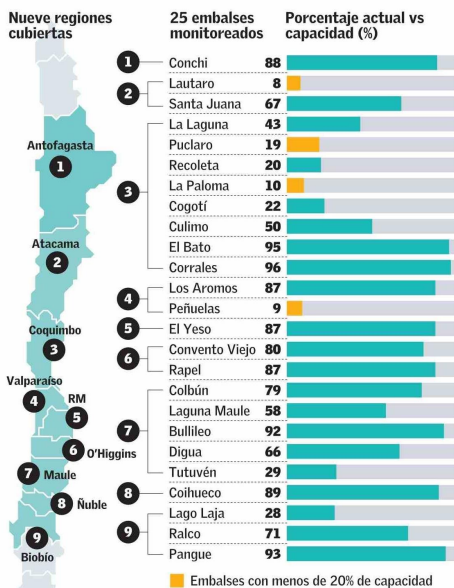 Nueve regiones
cubiertas
Antofagasta
1
Atacama
2
Coquimbo
3
Valparaíso
4
RM
5
6
O'Higgins
7
Maule
8
Ñuble
9
Biobío
25 embalses
monitoreados
Porcentaje actual vs
capacidad (%)
1
Conchi 88
2
Lautaro 8
Santa Juana 67
3
La Laguna 43
Puclaro 19
Recoleta 20
La Paloma 10
Cogotí 22
Culimo 50
El Bato 95
Corrales 96
4
Los Aromos 87
Peñuelas 9
5
El Yeso 87
6
Convento Viejo 80
Rapel 87
7
Colbún 79
Laguna Maule 58
Bullileo 92
Digua 66
Tutuvén 29
8
Coihueco 89
9
Lago Laja 28
Ralco 71
Pangue 93
Embalses con menos de 20% de capacidad